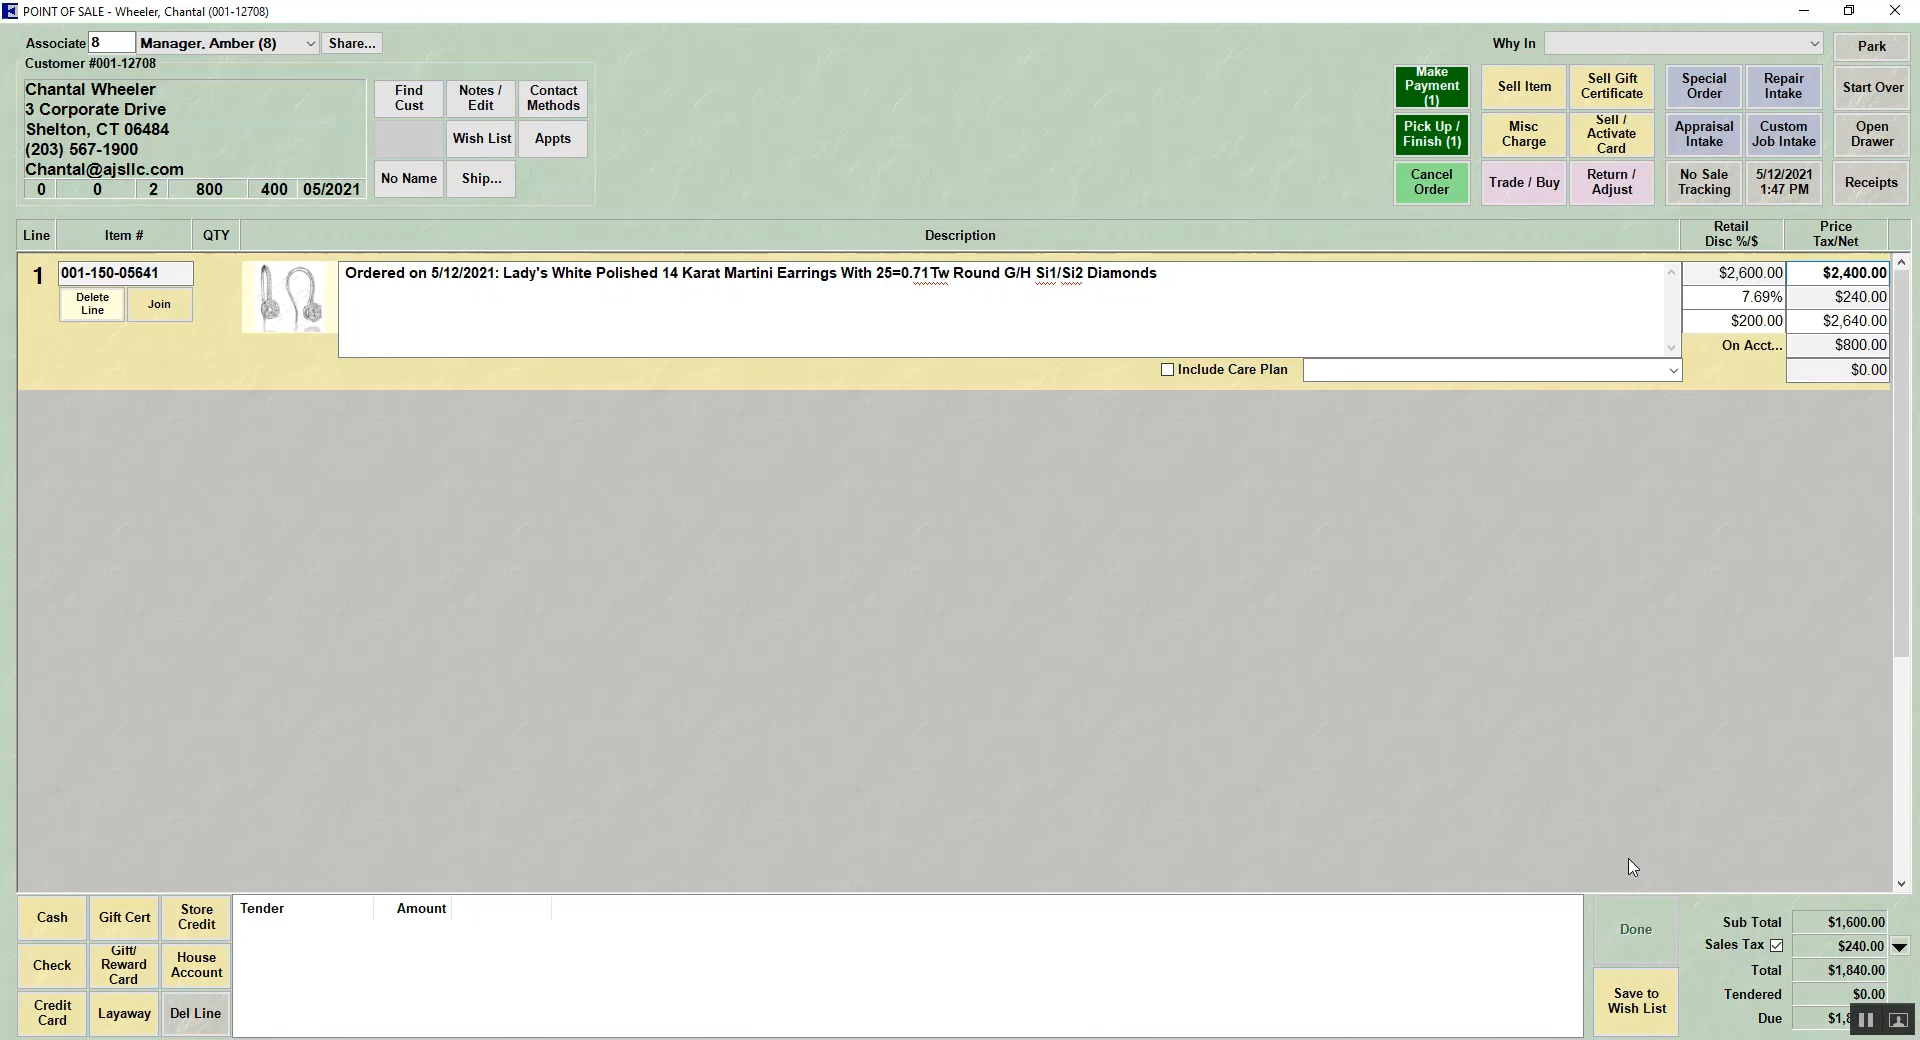 POINT OF SALE - Wheeler, Chantal (001-12708)
Associate 8 Manager, Amber (8) Share...
Why In
Park
Customer #001-12708
Chantal Wheeler
3 Corporate Drive
Shelton, CT 06484
(203) 567-1900
Chantal@ajsllc.com
0 0 2 800 400 05/2021
Find Cust
Notes / Edit
Contact Methods
Wish List
Appts
No Name
Ship...
Make Payment (1)
Sell Item
Sell Gift Certificate
Special Order
Repair Intake
Start Over
Pick Up / Finish (1)
Misc Charge
Sell / Activate Card
Appraisal Intake
Custom Job Intake
Open Drawer
Cancel Order
Trade / Buy
Return / Adjust
No Sale Tracking
5/12/2021 1:47 PM
Receipts
Line Item # QTY Description Retail Disc %/$ Price Tax/Net
1 001-150-05641
Delete Line
Join
Ordered on 5/12/2021: Lady's White Polished 14 Karat Martini Earrings With 25=0.71Tw Round G/H Si1/Si2 Diamonds
$2,600.00 $2,400.00
7.69% $240.00
$200.00 $2,640.00
On Acct... $800.00
Include Care Plan
$0.00
Cash
Gift Cert
Store Credit
Check
Gift/ Reward Card
House Account
Credit Card
Layaway
Del Line
Tender Amount
Done
Save to Wish List
Sub Total $1,600.00
Sales Tax $240.00
Total $1,840.00
Tendered $0.00
Due